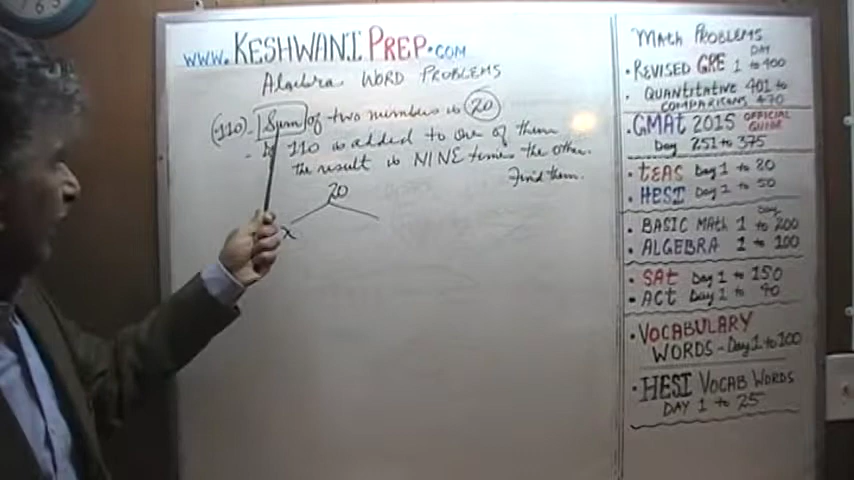 www.KESHWANI PREP.com
Algebra WORD PROBLEMS
(110) - Sum of two numbers is 20
- If 110 is added to one of them
the result is NINE times the other.
Find them.
20
x
MATH PROBLEMS
DAY
• REVISED GRE 1 to 400
• QUANTITATIVE 401 to
COMPARISONS 470
• GMAT 2015 OFFICIAL GUIDE
Day 251 to 375
• TEAS Day 1 to 80
• HESI Day 1 to 50
Day
• BASIC MATH 1 to 200
• ALGEBRA 1 to 100
• SAT Day 1 to 150
• ACT Day 1 to 40
• VOCABULARY
WORDS - Day 1 to 100
• HESI VOCAB WORDS
DAY 1 to 25